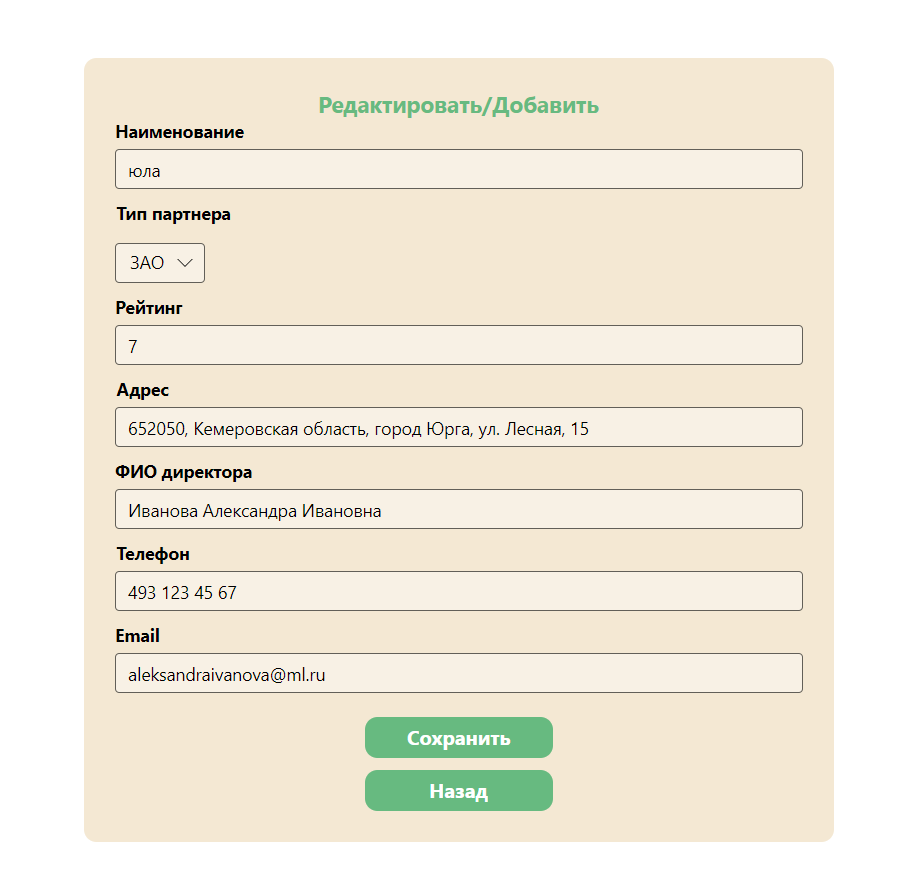 Редактировать/Добавить
Наименование
юла
Тип партнера
ЗАО
Рейтинг
7
Адрес
652050, Кемеровская область, город Юрга, ул. Лесная, 15
ФИО директора
Иванова Александра Ивановна
Телефон
493 123 45 67
Email
aleksandraivanova@ml.ru
Сохранить
Назад